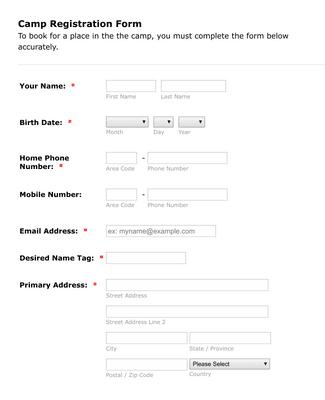 Camp Registration Form
To book for a place in the the camp, you must complete the form below
accurately.
Your Name: *
First Name Last Name
Birth Date: *
Month Day Year
Home Phone
Number: *
-
Area Code Phone Number
Mobile Number:
-
Area Code Phone Number
Email Address: * ex: myname@example.com
Desired Name Tag: *
Primary Address: *
Street Address
Street Address Line 2
City State / Province
Please Select
Postal / Zip Code Country